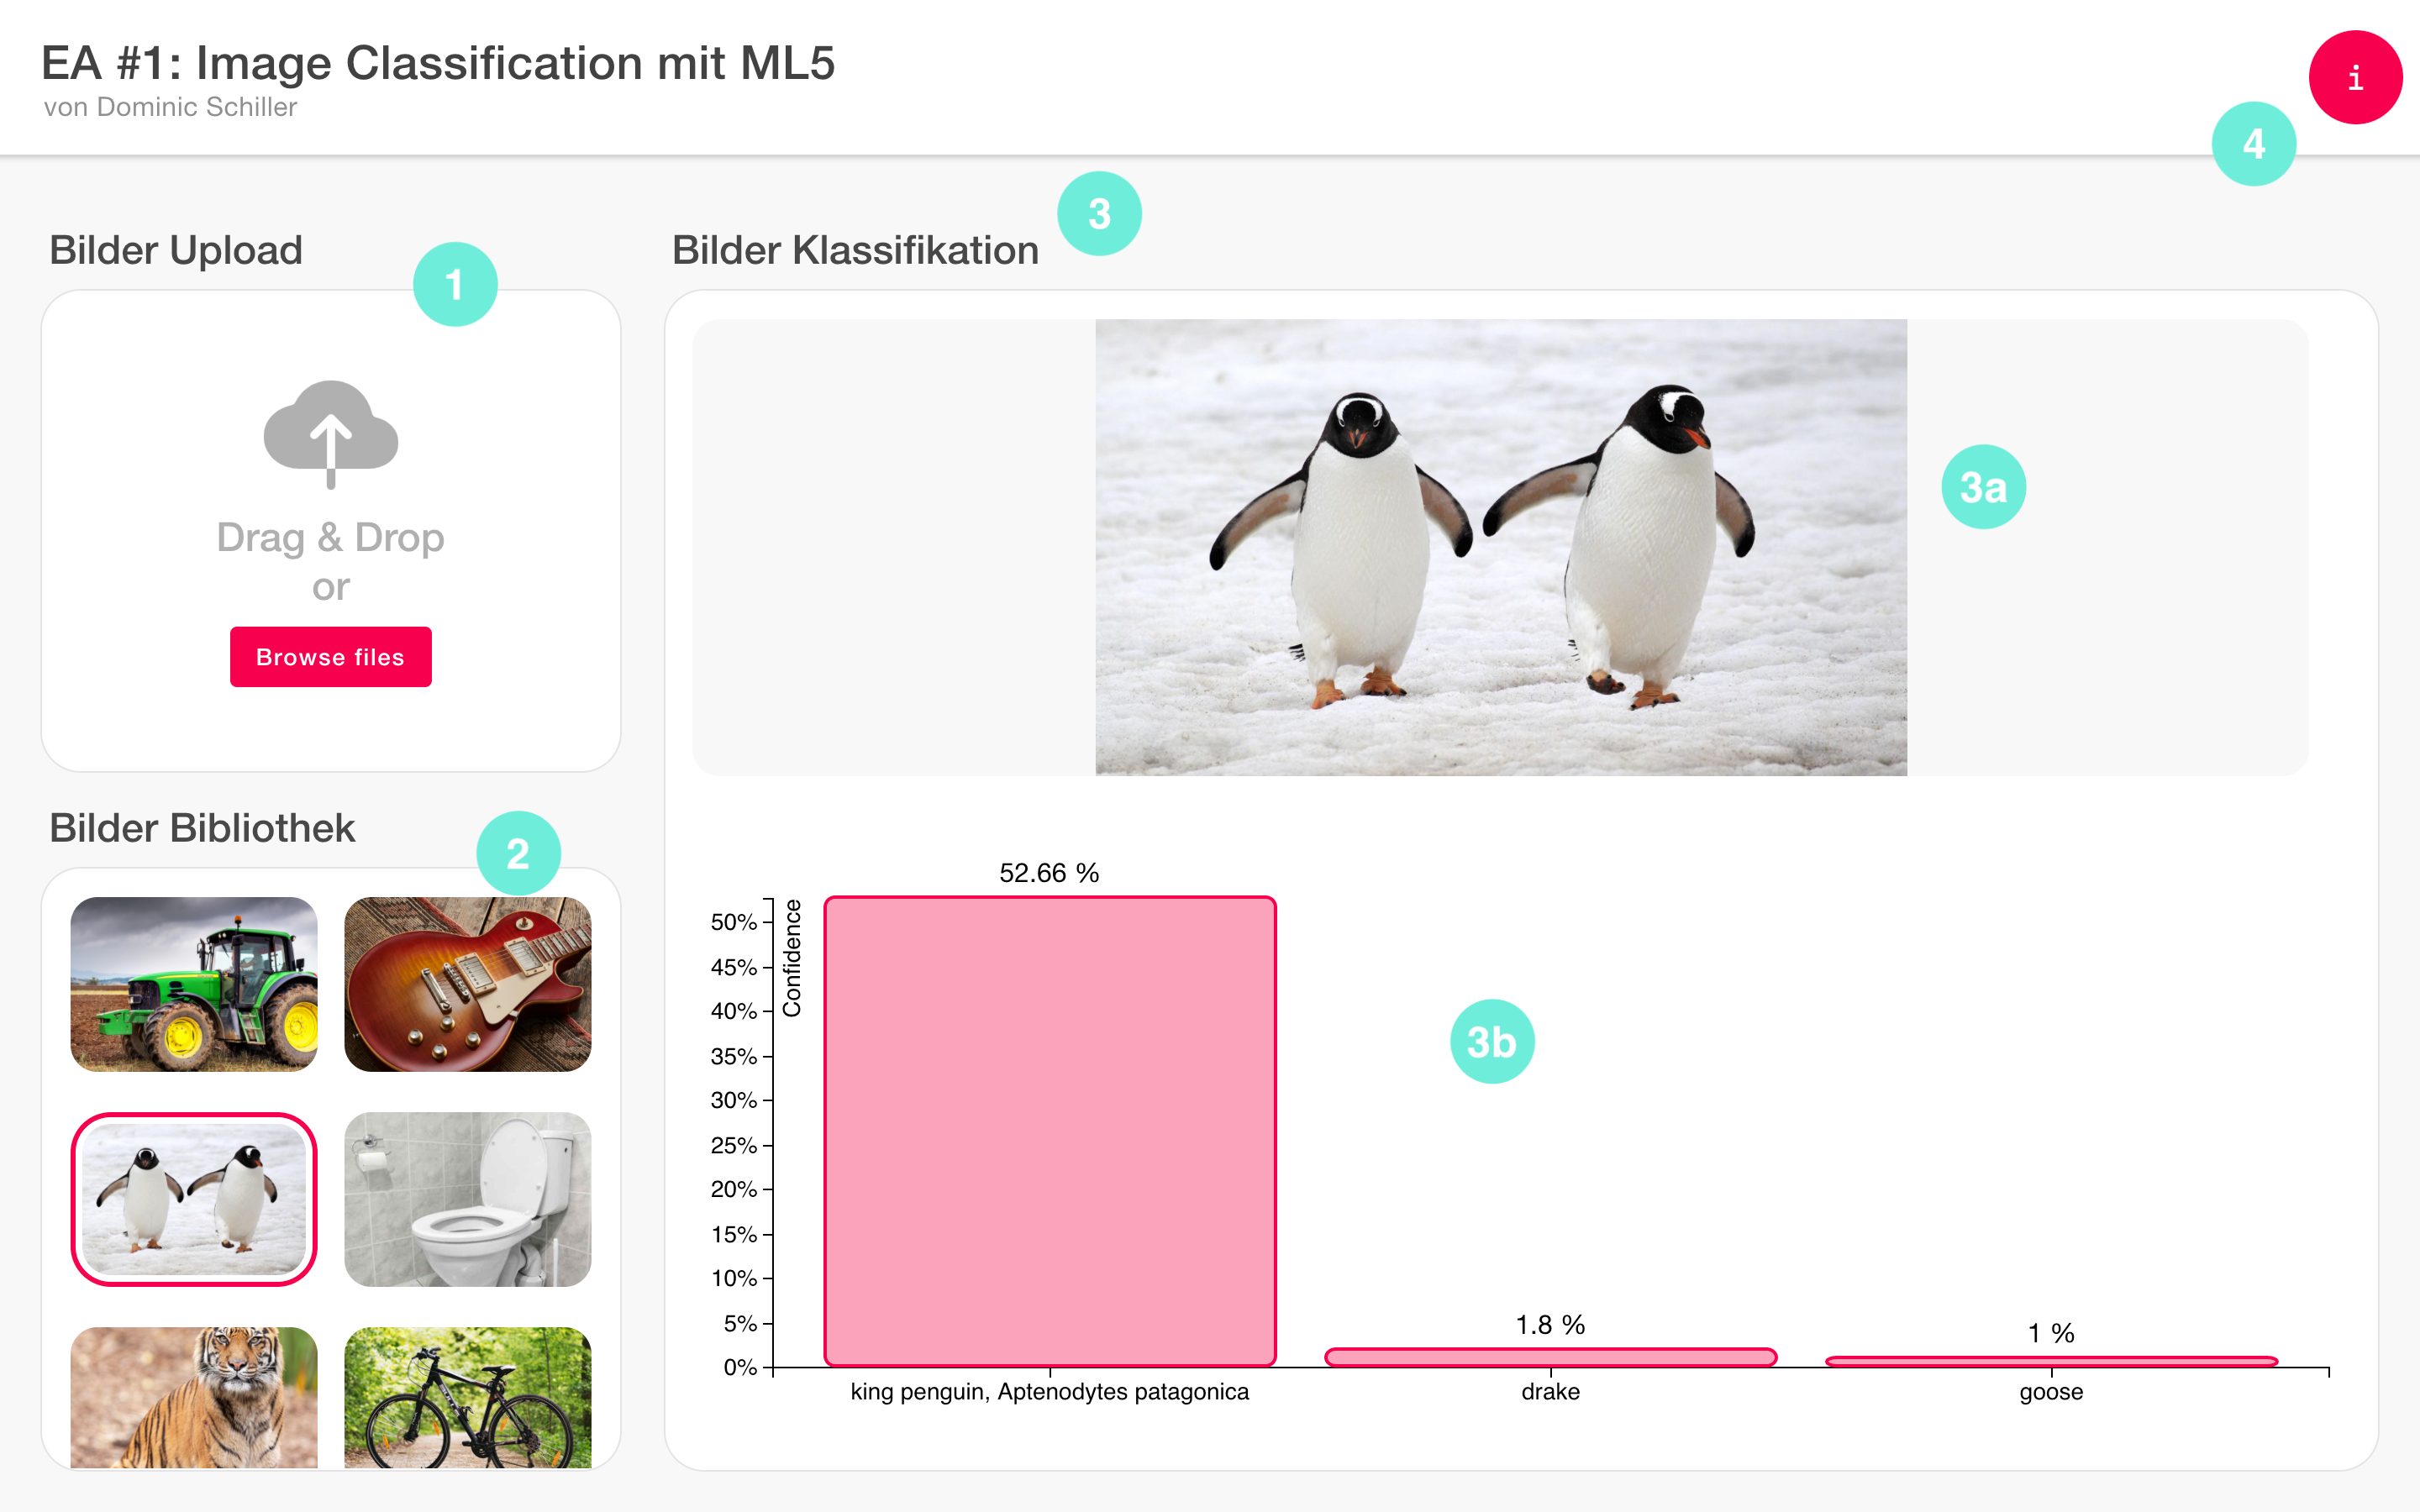 EA #1: Image Classification mit ML5
von Dominic Schiller
i
4
3
Bilder Upload
1
Drag & Drop
or
Browse files
Bilder Bibliothek
2
Bilder Klassifikation
3a
52.66 %
Confidence
50%
45%
40%
35%
30%
25%
20%
15%
10%
5%
0%
3b
1.8 %
1 %
king penguin, Aptenodytes patagonica
drake
goose